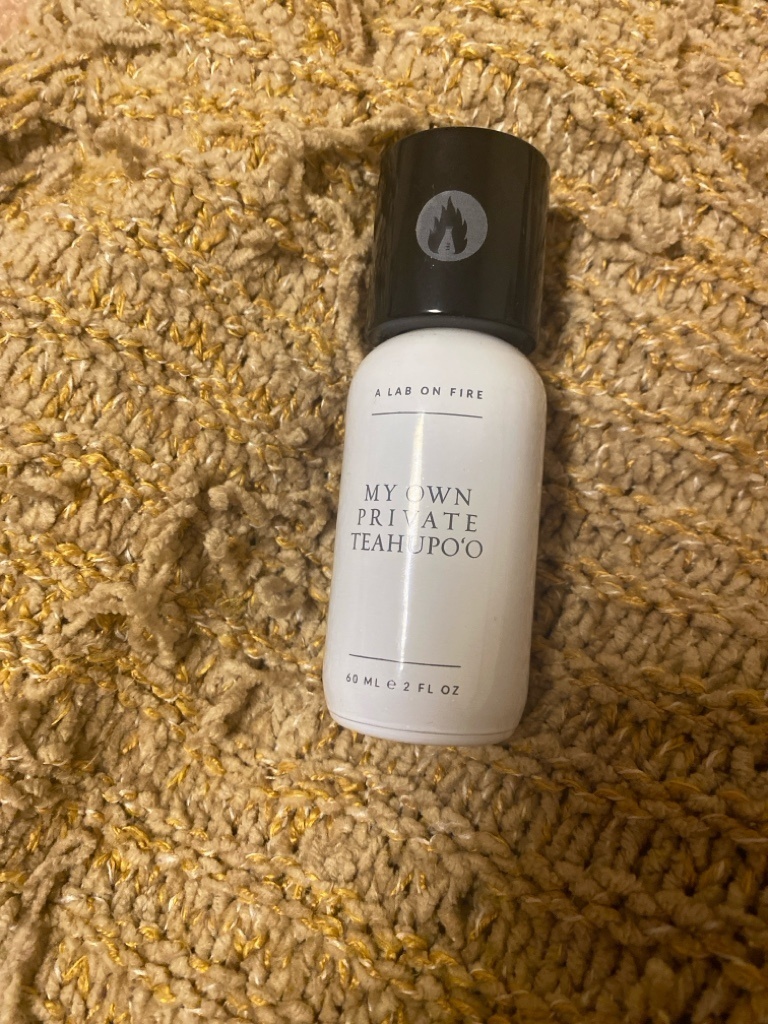 A LAB ON FIRE
MY OWN
PRIVATE
TEAHUPO‘O
60 ML ℮ 2 FL OZ